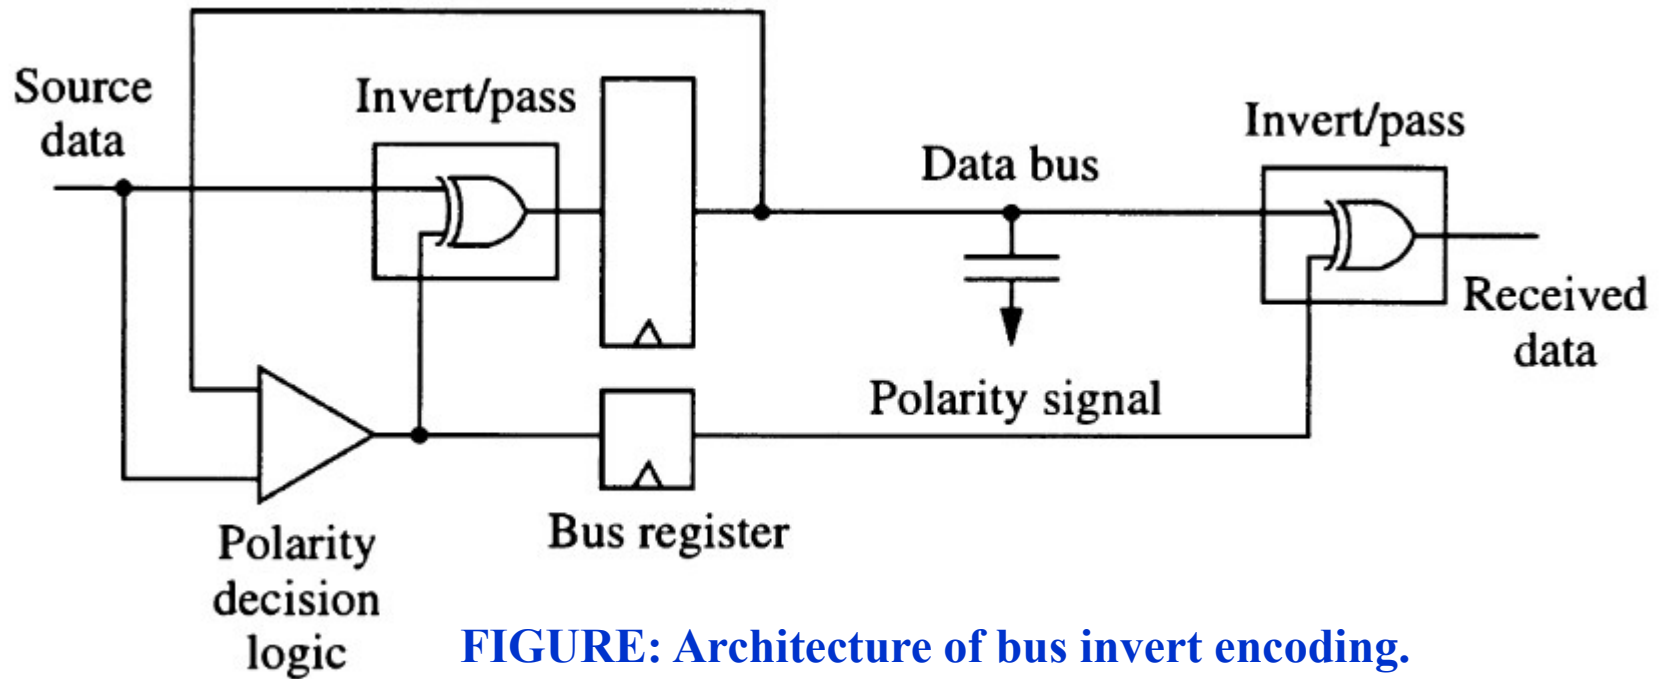 Source
data
Invert/pass
Data bus
Invert/pass
Received
data
Polarity signal
Bus register
Polarity
decision
logic
FIGURE: Architecture of bus invert encoding.